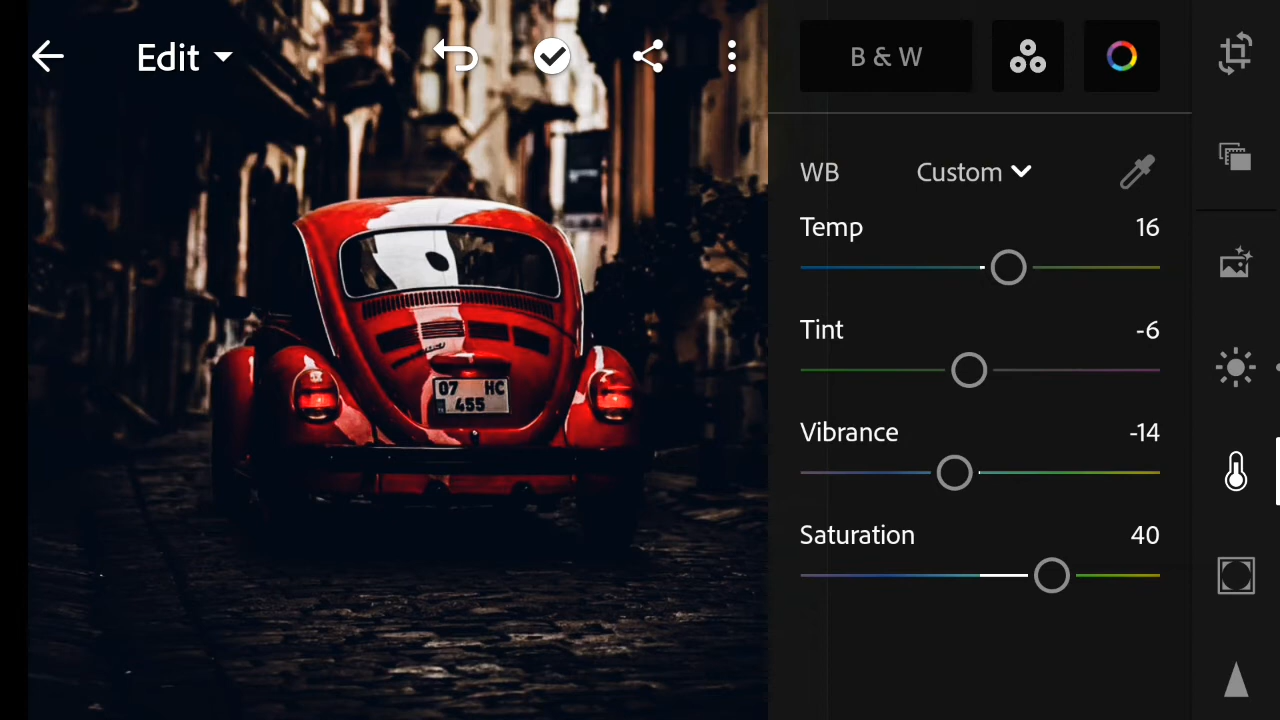 Edit
B & W
WB Custom
Temp 16
Tint -6
Vibrance -14
Saturation 40
07 HC
455